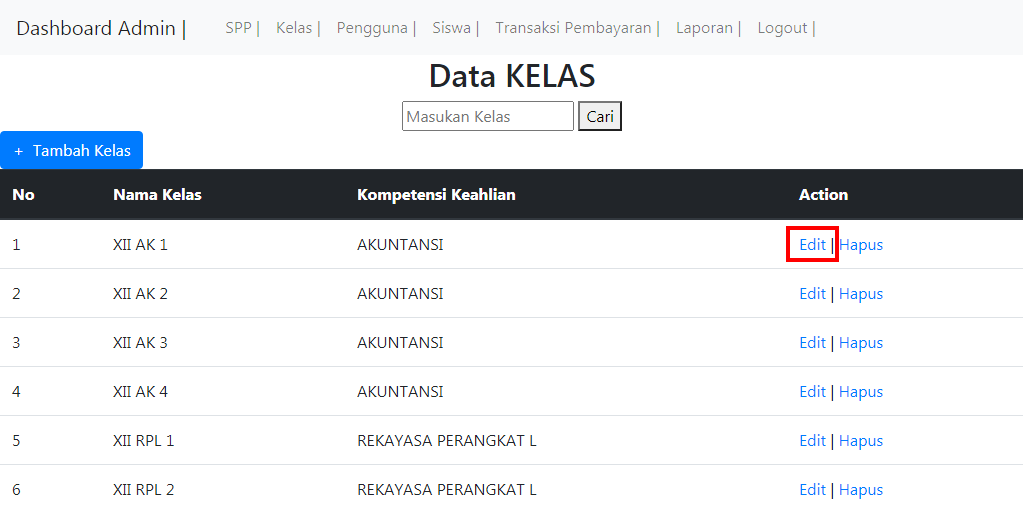 Dashboard Admin | SPP | Kelas | Pengguna | Siswa | Transaksi Pembayaran | Laporan | Logout |
Data KELAS
Masukan Kelas Cari
+ Tambah Kelas
No Nama Kelas Kompetensi Keahlian Action
1 XII AK 1 AKUNTANSI Edit | Hapus
2 XII AK 2 AKUNTANSI Edit | Hapus
3 XII AK 3 AKUNTANSI Edit | Hapus
4 XII AK 4 AKUNTANSI Edit | Hapus
5 XII RPL 1 REKAYASA PERANGKAT L Edit | Hapus
6 XII RPL 2 REKAYASA PERANGKAT L Edit | Hapus